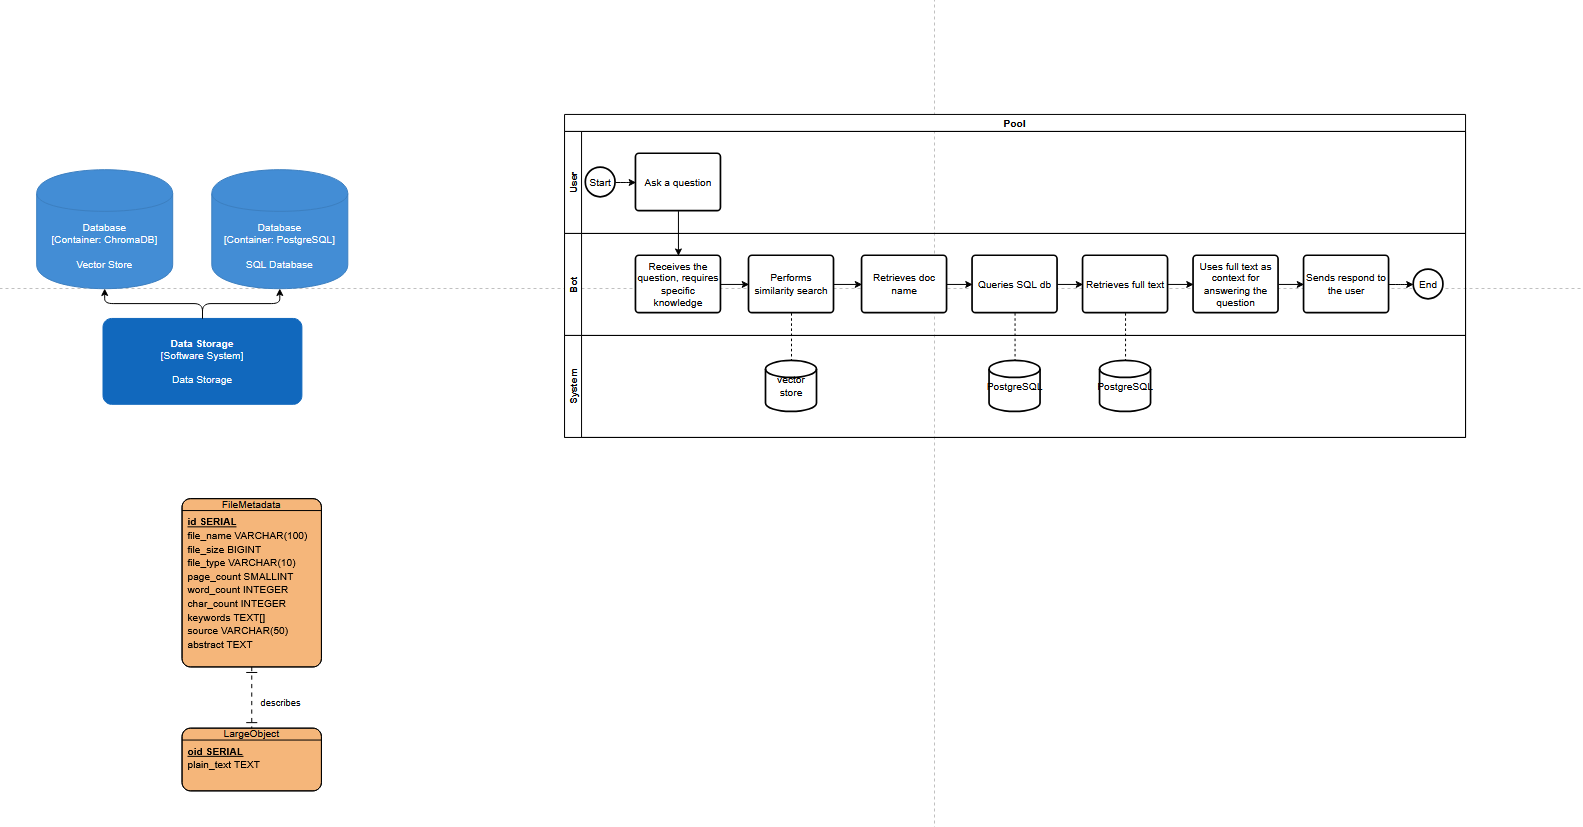 Database
[Container: ChromaDB]
Vector Store
Database
[Container: PostgreSQL]
SQL Database
Data Storage
[Software System]
Data Storage
Pool
User
Start
Ask a question
Bot
Receives the
question, requires
specific
knowledge
Performs
similarity search
Retrieves doc
name
Queries SQL db
Retrieves full text
Uses full text as
context for
answering the
question
Sends respond to
the user
End
System
Vector
store
PostgreSQL
PostgreSQL
FileMetadata
id SERIAL
file_name VARCHAR(100)
file_size BIGINT
file_type VARCHAR(10)
page_count SMALLINT
word_count INTEGER
char_count INTEGER
keywords TEXT[]
source VARCHAR(50)
abstract TEXT
describes
LargeObject
oid SERIAL
plain_text TEXT